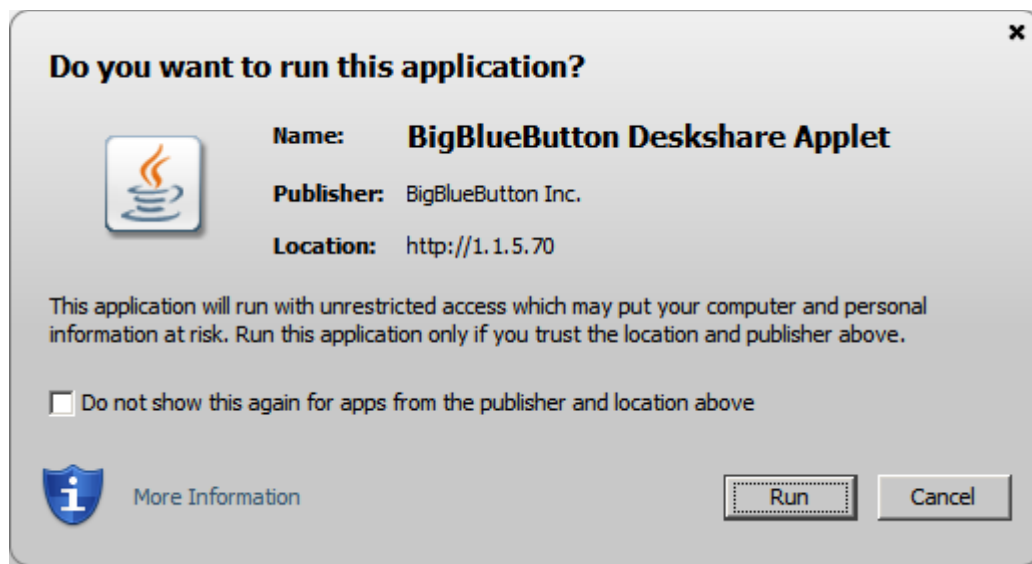 Do you want to run this application?
Name: BigBlueButton Deskshare Applet
Publisher: BigBlueButton Inc.
Location: http://1.1.5.70
This application will run with unrestricted access which may put your computer and personal
information at risk. Run this application only if you trust the location and publisher above.
Do not show this again for apps from the publisher and location above
More Information
Run
Cancel